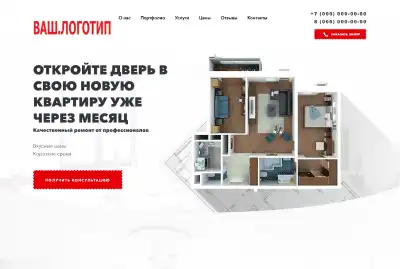 ВАШ.ЛОГОТИП
О нас Портфолио Услуги Цены Отзывы Контакты
+7 (000) 000-00-00
8 (000) 000-00-00
ЗАКАЗАТЬ ЗАМЕР
ОТКРОЙТЕ ДВЕРЬ В
СВОЮ НОВУЮ
КВАРТИРУ УЖЕ
ЧЕРЕЗ МЕСЯЦ
Качественный ремонт от профессионалов
Вкусные цены
Короткие сроки
ПОЛУЧИТЬ КОНСУЛЬТАЦИЮ